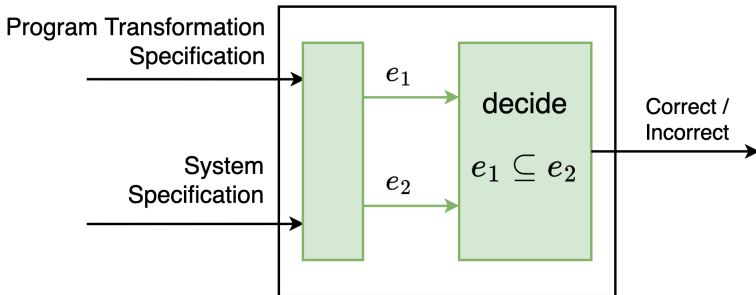 Program Transformation
Specification
e₁
decide
Correct /
Incorrect
e₁ ⊆ e₂
System
Specification
e₂